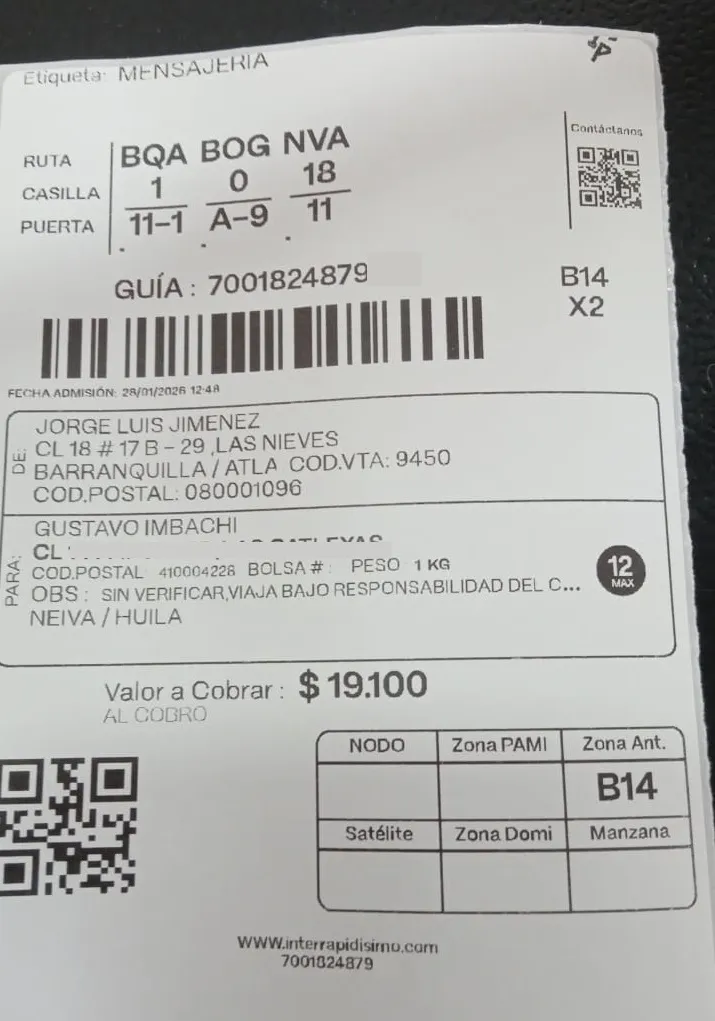 Etiqueta: MENSAJERIA
Contáctanos
RUTA BQA BOG NVA
CASILLA 1 0 18
PUERTA 11-1 A-9 11
GUÍA : 7001824879
B14
X2
FECHA ADMISIÓN: 28/01/2026 12:48
DE:
JORGE LUIS JIMENEZ
CL 18 # 17 B - 29 ,LAS NIEVES
BARRANQUILLA / ATLA COD.VTA: 9450
COD.POSTAL: 080001096
PARA:
GUSTAVO IMBACHI
CL
COD.POSTAL 410004228 BOLSA # : PESO 1 KG
OBS : SIN VERIFICAR,VIAJA BAJO RESPONSABILIDAD DEL C...
NEIVA / HUILA
12
MAX
Valor a Cobrar : $ 19.100
AL COBRO
NODO Zona PAMI Zona Ant.
B14
Satélite Zona Domi Manzana
WWW.interrapidisimo.com
7001824879